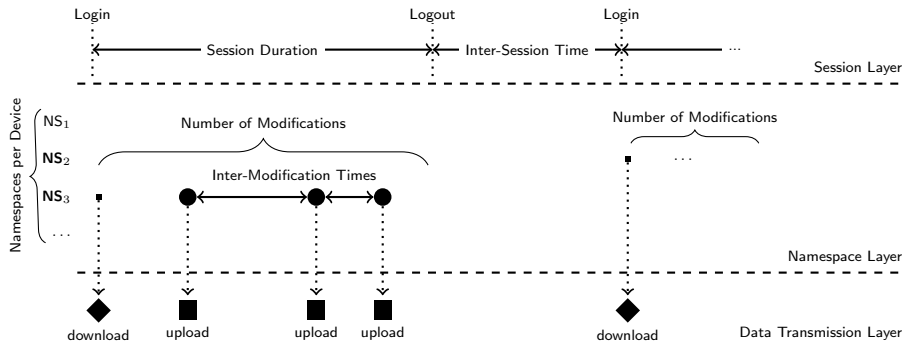 Login
Logout
Login
Session Duration
Inter-Session Time
...
Session Layer
Namespaces per Device
NS1
NS2
NS3
...
Number of Modifications
Inter-Modification Times
Number of Modifications
...
Namespace Layer
download
upload
upload
upload
download
Data Transmission Layer